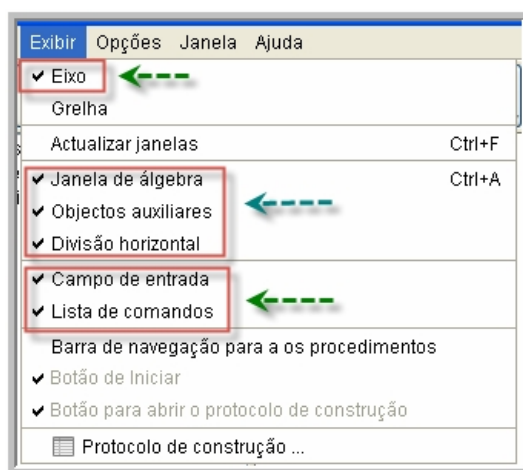 Exibir Opções Janela Ajuda
Eixo
Grelha
Actualizar janelas Ctrl+F
Janela de álgebra Ctrl+A
Objectos auxiliares
Divisão horizontal
Campo de entrada
Lista de comandos
Barra de navegação para a os procedimentos
Botão de Iniciar
Botão para abrir o protocolo de construção
Protocolo de construção ...